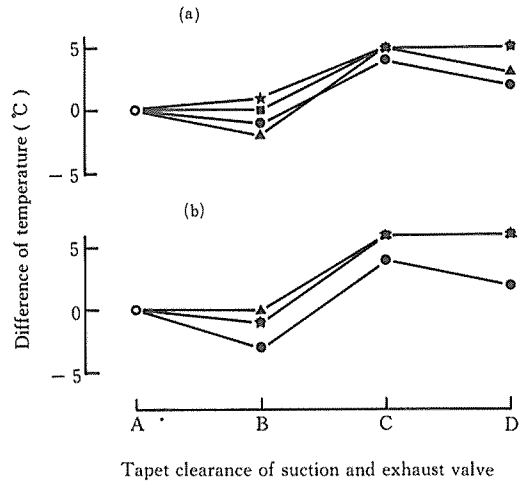 (a)
5
0
− 5
(b)
5
0
− 5
Difference of temperature (℃)
A B C D
Tapet clearance of suction and exhaust valve